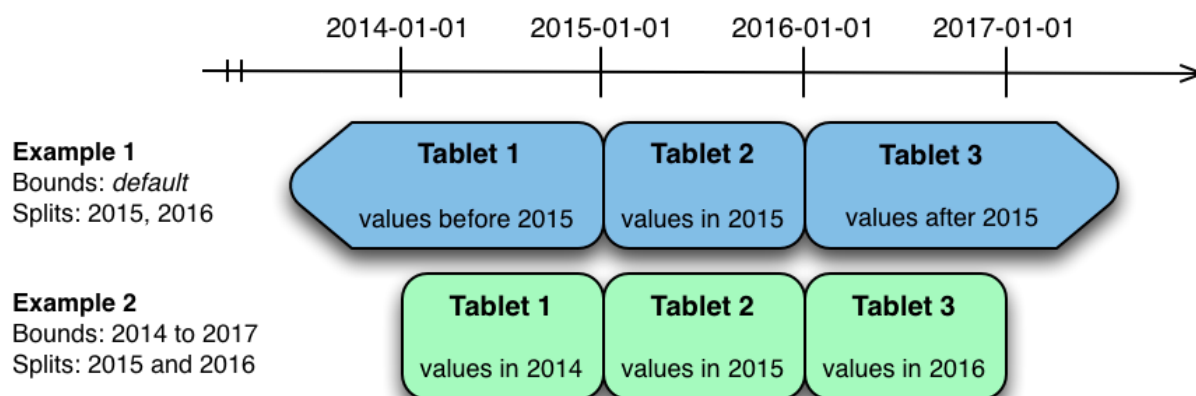 2014-01-01 2015-01-01 2016-01-01 2017-01-01
Example 1
Bounds: default
Splits: 2015, 2016
Tablet 1 Tablet 2 Tablet 3
values before 2015 values in 2015 values after 2015
Example 2
Bounds: 2014 to 2017
Splits: 2015 and 2016
Tablet 1 Tablet 2 Tablet 3
values in 2014 values in 2015 values in 2016